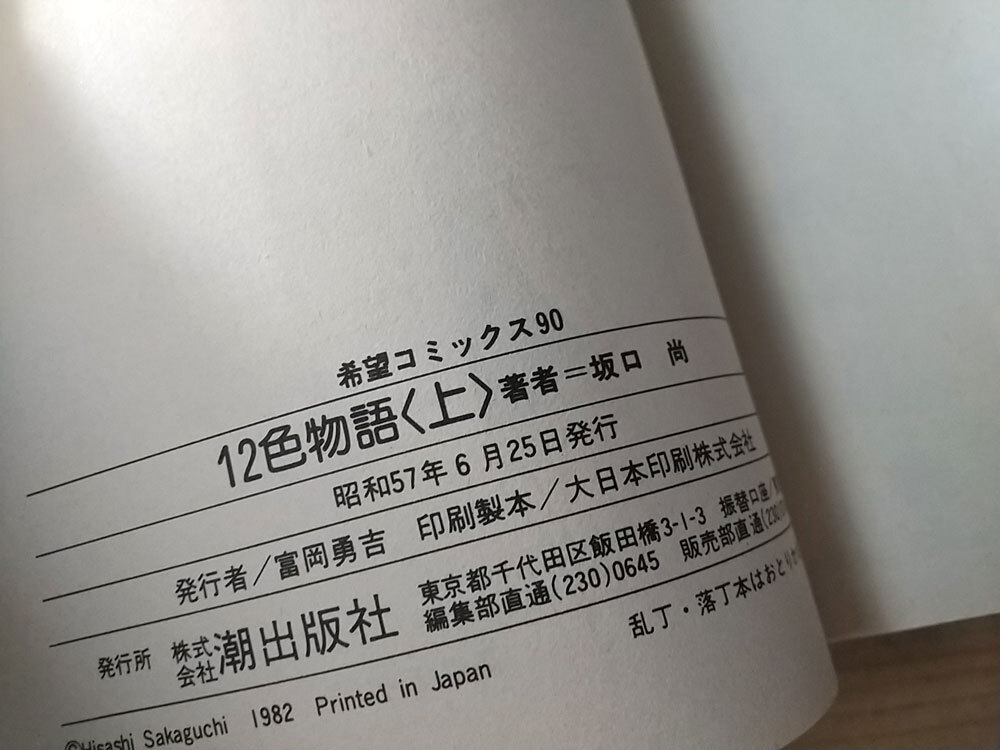 希望コミックス90
12色物語〈上〉著者＝坂口 尚
昭和57年6月25日発行
発行者／富岡勇吉 印刷製本／大日本印刷株式会社
発行所 株式会社潮出版社
東京都千代田区飯田橋3-1-3 振替口座／
編集部直通(230)0645 販売部直通(230)
乱丁・落丁本はおとり
©Hisashi Sakaguchi 1982 Printed in Japan